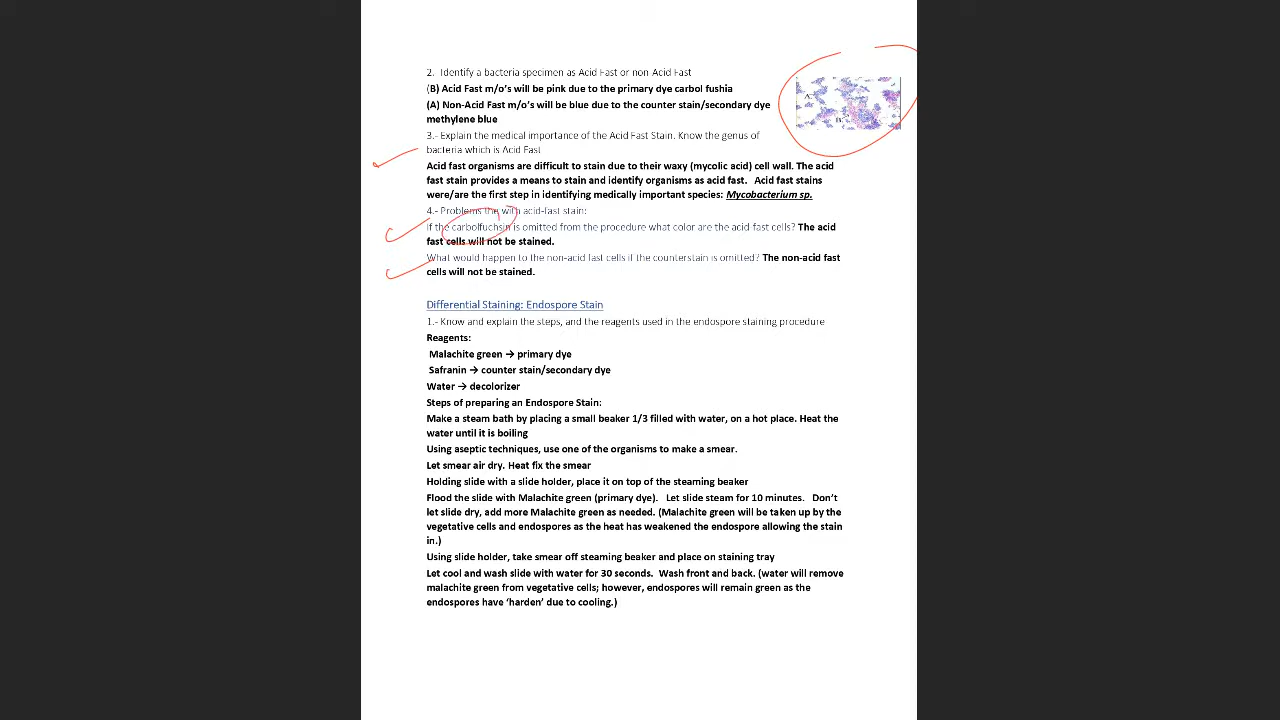 2. Identify a bacteria specimen as Acid Fast or non-Acid Fast
(B) Acid Fast m/o's will be pink due to the primary dye carbol fushia
(A) Non-Acid Fast m/o's will be blue due to the counter stain/secondary dye
methylene blue
A
B
3.- Explain the medical importance of the Acid Fast Stain. Know the genus of
bacteria which is Acid Fast
Acid fast organisms are difficult to stain due to their waxy (mycolic acid) cell wall. The acid
fast stain provides a means to stain and identify organisms as acid fast. Acid fast stains
were/are the first step in identifying medically important species: Mycobacterium sp.
4.- Problems the with acid-fast stain:
If the carbolfuchsin is omitted from the procedure what color are the acid-fast cells? The acid
fast cells will not be stained.
What would happen to the non-acid fast cells if the counterstain is omitted? The non-acid fast
cells will not be stained.
Differential Staining: Endospore Stain
1.- Know and explain the steps, and the reagents used in the endospore staining procedure
Reagents:
Malachite green → primary dye
Safranin → counter stain/secondary dye
Water → decolorizer
Steps of preparing an Endospore Stain:
Make a steam bath by placing a small beaker 1/3 filled with water, on a hot place. Heat the
water until it is boiling
Using aseptic techniques, use one of the organisms to make a smear.
Let smear air dry. Heat fix the smear
Holding slide with a slide holder, place it on top of the steaming beaker
Flood the slide with Malachite green (primary dye). Let slide steam for 10 minutes. Don't
let slide dry, add more Malachite green as needed. (Malachite green will be taken up by the
vegetative cells and endospores as the heat has weakened the endospore allowing the stain
in.)
Using slide holder, take smear off steaming beaker and place on staining tray
Let cool and wash slide with water for 30 seconds. Wash front and back. (water will remove
malachite green from vegetative cells; however, endospores will remain green as the
endospores have 'harden' due to cooling.)